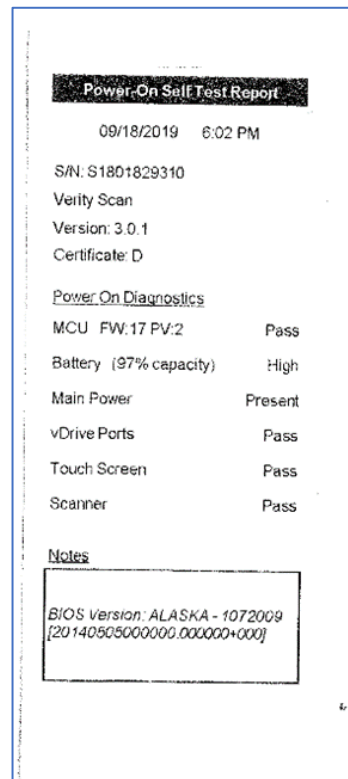 Power-On Self Test Report
09/18/2019 6:02 PM
S/N: S1801829310
Verity Scan
Version: 3.0.1
Certificate: D
Power On Diagnostics
MCU FW:17 PV:2 Pass
Battery (97% capacity) High
Main Power Present
vDrive Ports Pass
Touch Screen Pass
Scanner Pass
Notes
BIOS Version: ALASKA - 1072009
[20140505000000.000000+000]